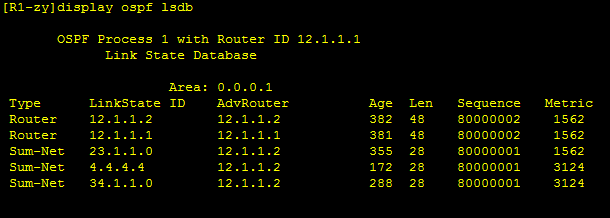 [R1-zy]display ospf lsdb
OSPF Process 1 with Router ID 12.1.1.1
Link State Database
Area: 0.0.0.1
Type LinkState ID AdvRouter Age Len Sequence Metric
Router 12.1.1.2 12.1.1.2 382 48 80000002 1562
Router 12.1.1.1 12.1.1.1 381 48 80000002 1562
Sum-Net 23.1.1.0 12.1.1.2 355 28 80000001 1562
Sum-Net 4.4.4.4 12.1.1.2 172 28 80000001 3124
Sum-Net 34.1.1.0 12.1.1.2 288 28 80000001 3124